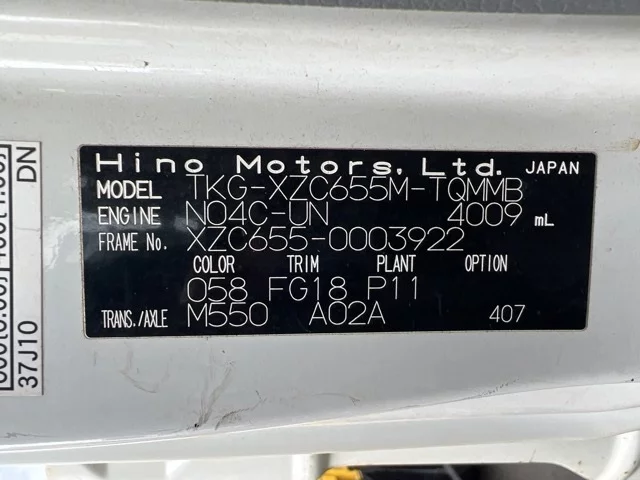 Hino Motors, Ltd. JAPAN
MODEL TKG-XZC655M-TQMMB
ENGINE N04C-UN 4009 mL
FRAME No. XZC655-0003922
COLOR TRIM PLANT OPTION
058 FG18 P11
TRANS./AXLE M550 A02A 407
DN
37J10